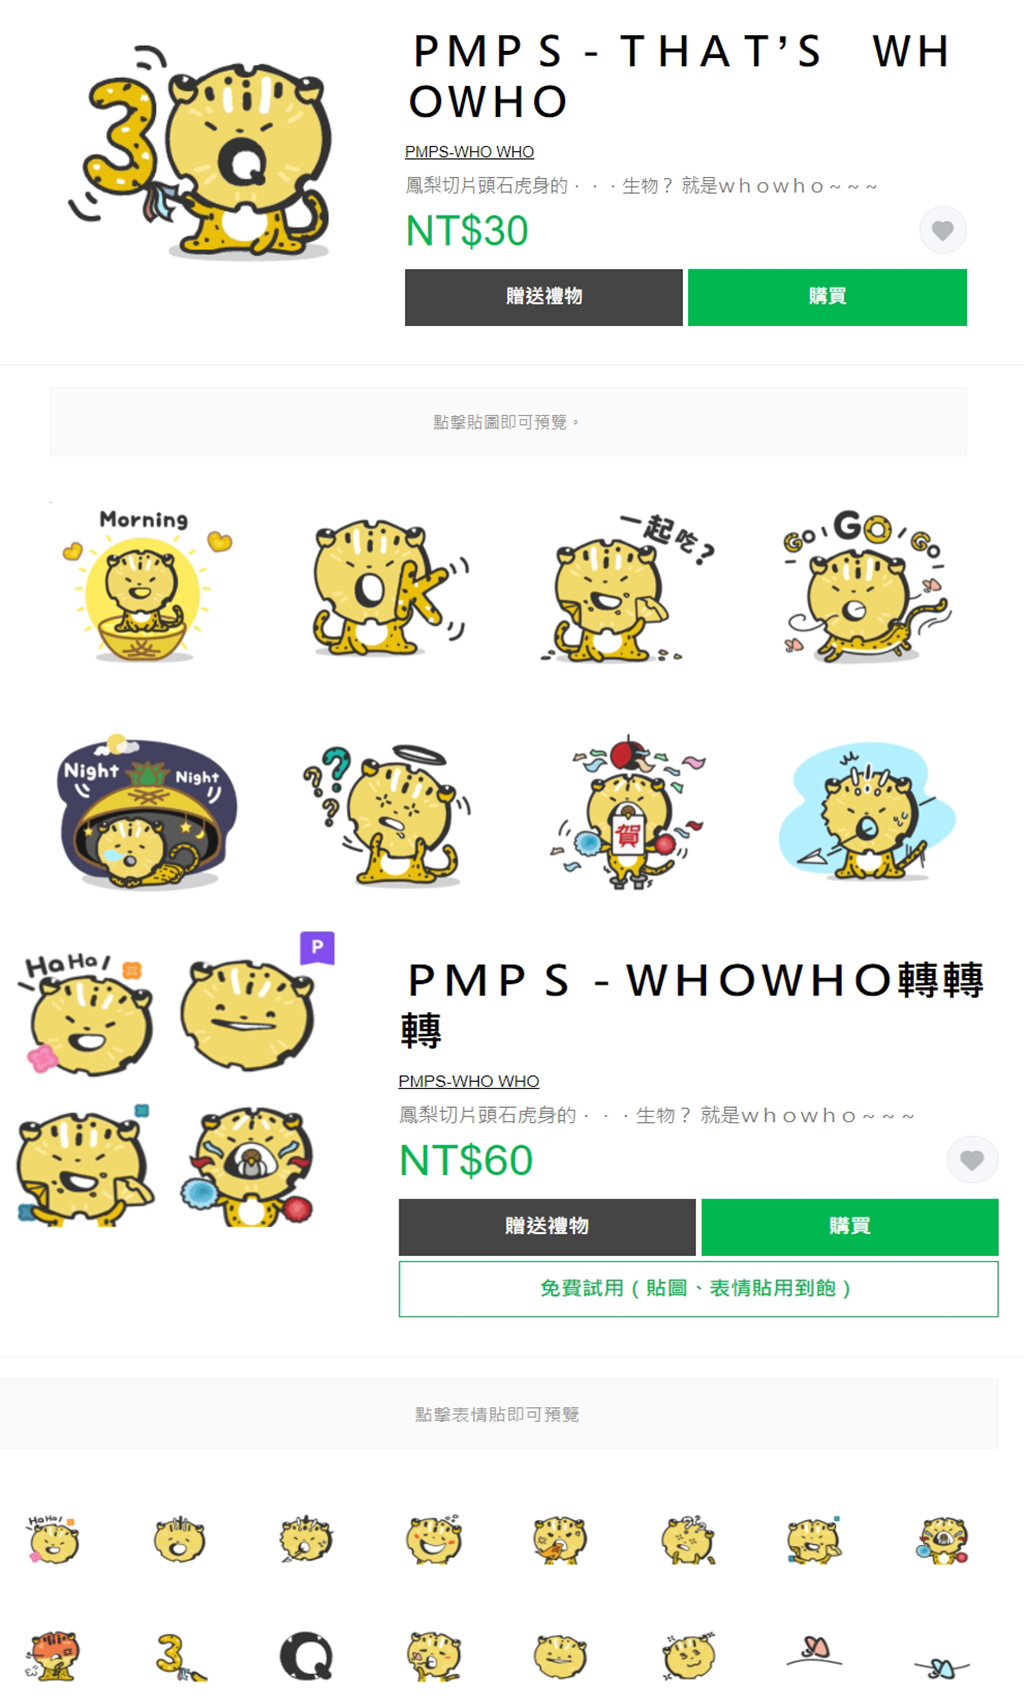 3Q
PMPS-THAT’S WH
OWHO
PMPS-WHO WHO
鳳梨切片頭石虎身的．．．生物？ 就是ｗｈｏｗｈｏ～～～
NT$30
贈送禮物
購買
點擊貼圖即可預覽。
Morning
OK
一起吃？
GO! GO! GO
Night Night
???
賀
HaHa!
P
PMPS-WHOWHO轉轉
轉
PMPS-WHO WHO
鳳梨切片頭石虎身的．．．生物？ 就是ｗｈｏｗｈｏ～～～
NT$60
贈送禮物
購買
免費試用（貼圖、表情貼用到飽）
點擊表情貼即可預覽
HaHa!
??
3
Q